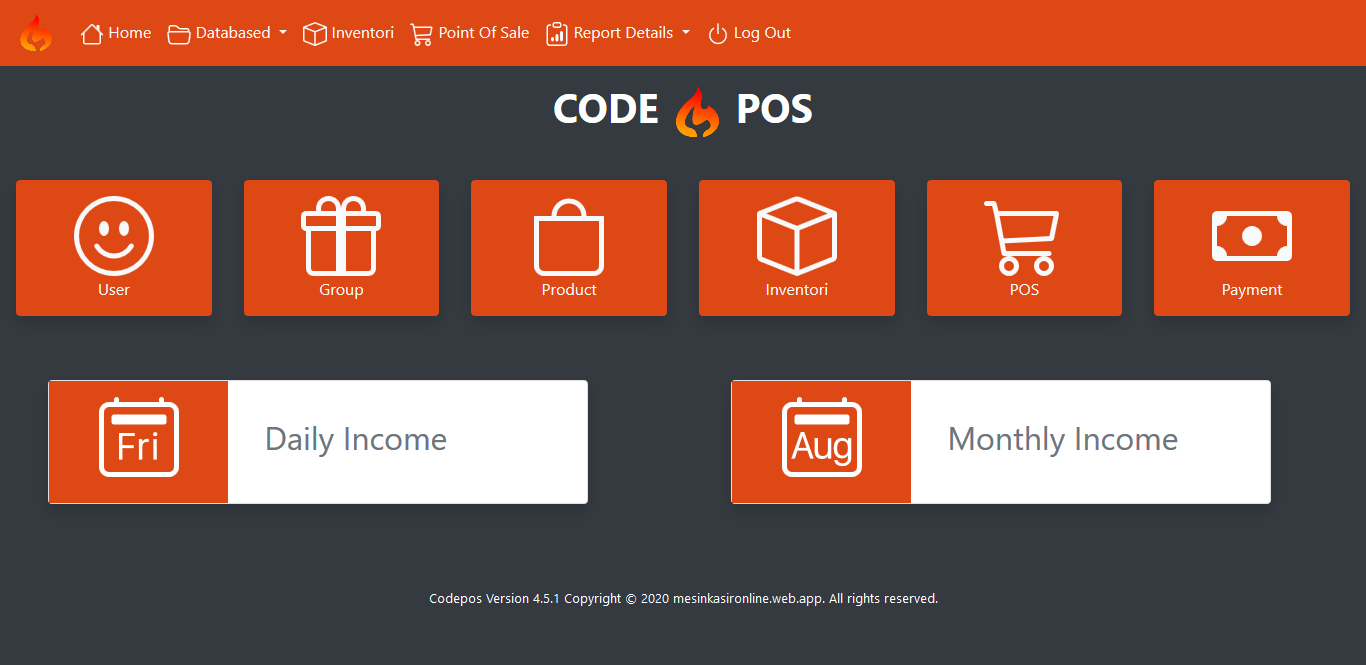 Home Databased Inventori Point Of Sale Report Details Log Out
CODE POS
User Group Product Inventori POS Payment
Fri Daily Income Aug Monthly Income
Codepos Version 4.5.1 Copyright © 2020 mesinkasironline.web.app. All rights reserved.